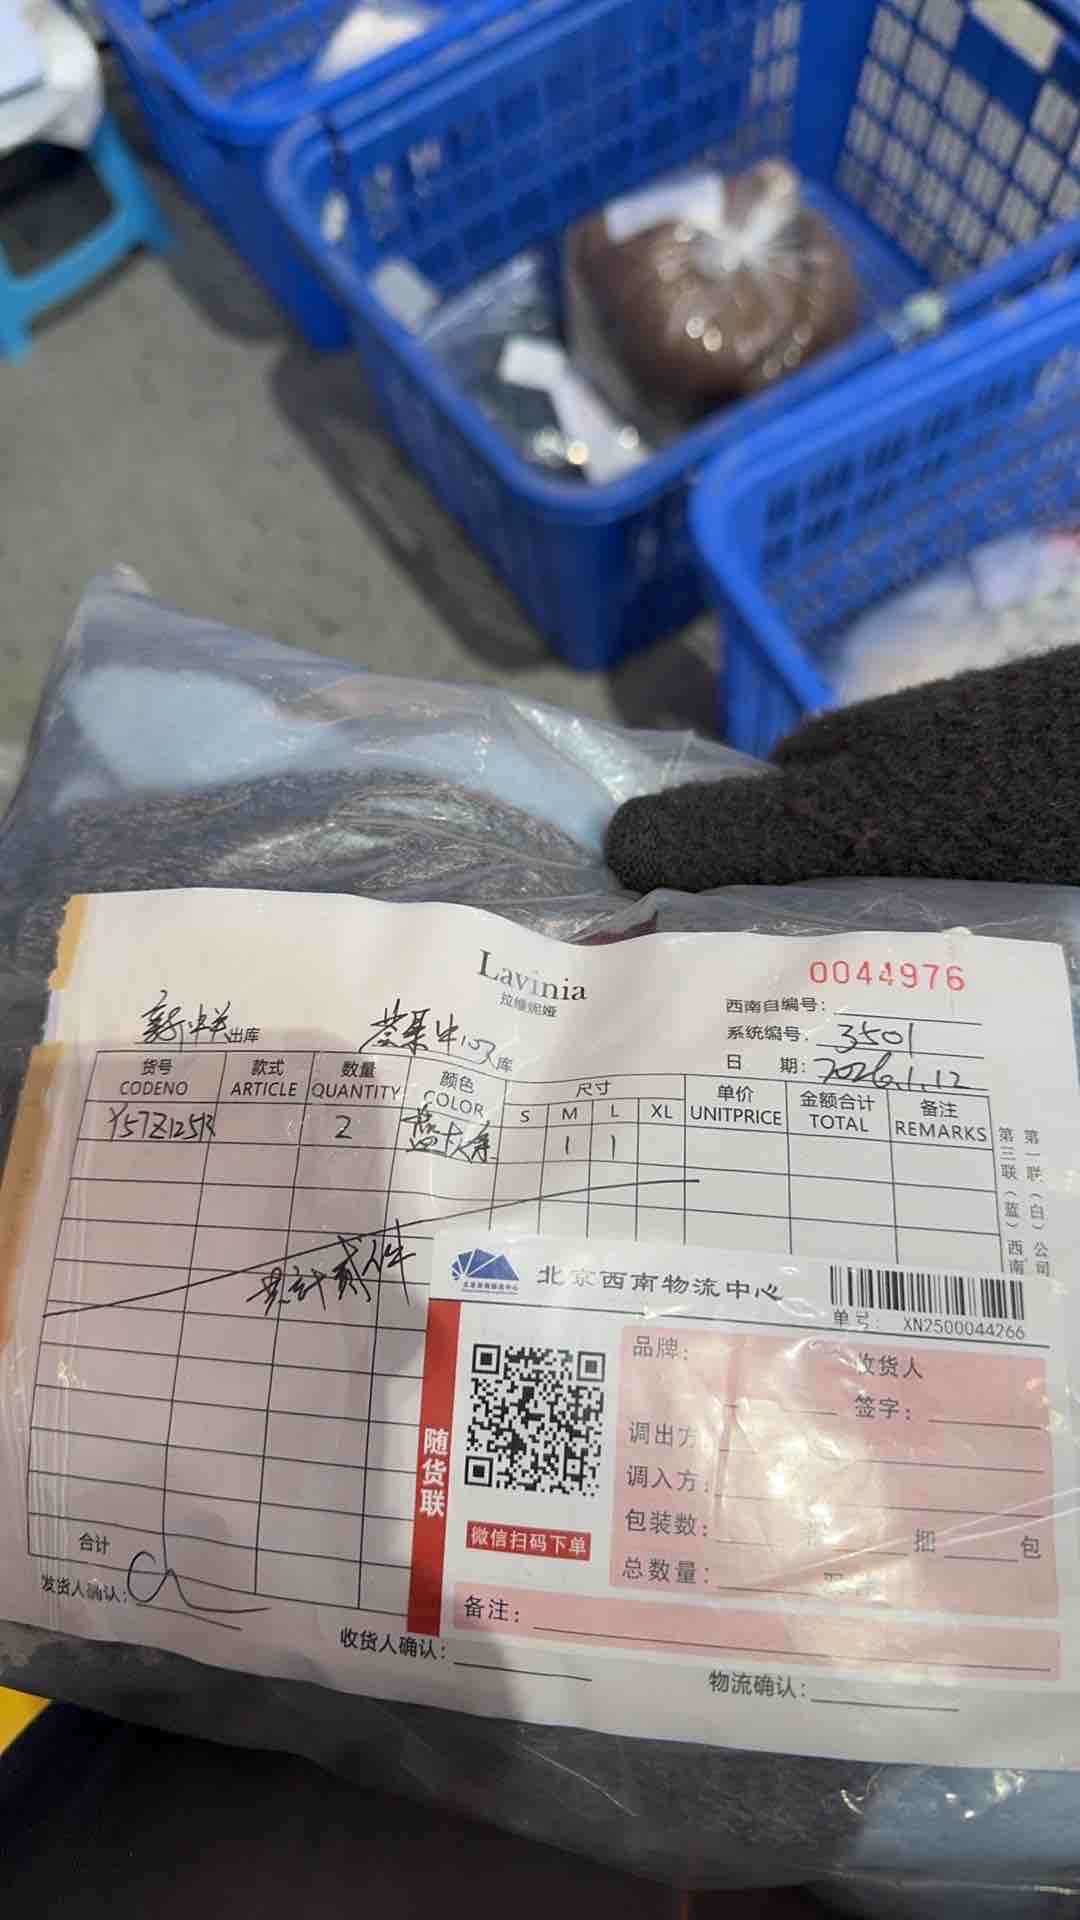 Lavinia
拉维妮娅
0044976
西南自编号:
出库
库
系统编号: 3501
日 期: 2026.1.12
货号 款式 数量 颜色 尺寸 单价 金额合计 备注
CODENO ARTICLE QUANTITY COLOR S M L XL UNITPRICE TOTAL REMARKS
Y57Z125B 2 1 1
累计贰件
第三联(蓝)西南
第一联(白)公司
北京西南物流中心
单号: XN2500044266
随货联
微信扫码下单
品牌:
收货人
签字:
调出方
调入方:
包装数: 捆 包
总数量:
备注:
合计
发货人确认:
收货人确认:
物流确认: